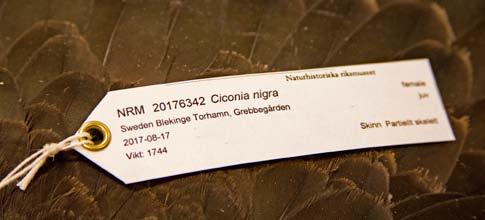 Naturhistoriska riksmuseet
NRM 20176342 Ciconia nigra female
Sweden Blekinge Torhamn, Grebbegården juv
2017-08-17
Vikt: 1744 Skinn Partiellt skelett